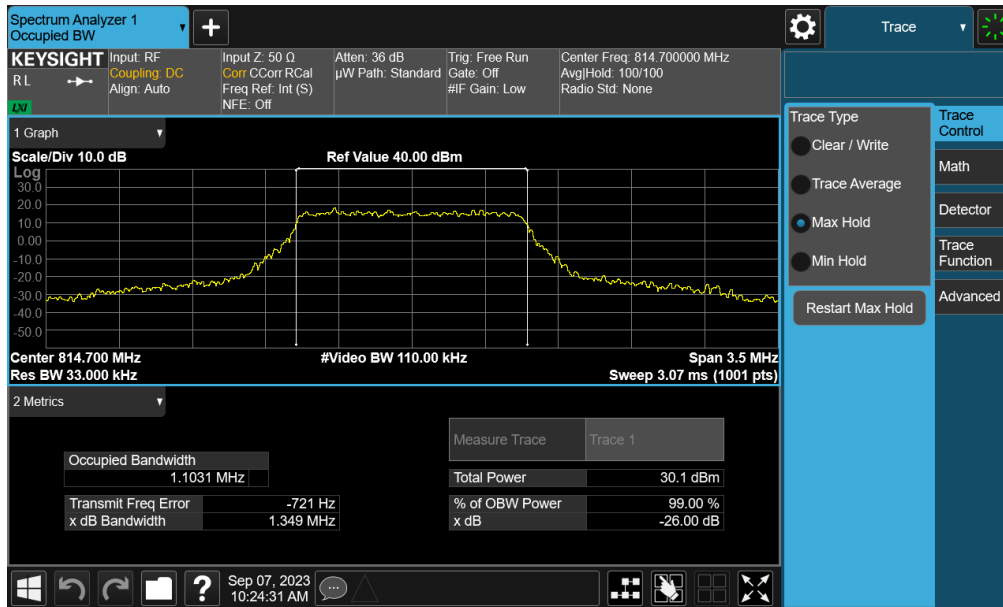 Spectrum Analyzer 1
Occupied BW
Trace
KEYSIGHT
R L
LXI
Input: RF
Coupling: DC
Align: Auto
Input Z: 50 Ω
Corr CCorr RCal
Freq Ref: Int (S)
NFE: Off
Atten: 36 dB
µW Path: Standard
Trig: Free Run
Gate: Off
#IF Gain: Low
Center Freq: 814.700000 MHz
Avg|Hold: 100/100
Radio Std: None
1 Graph
Scale/Div 10.0 dB
Ref Value 40.00 dBm
Log
30.0
20.0
10.0
0.00
-10.0
-20.0
-30.0
-40.0
-50.0
Center 814.700 MHz
#Video BW 110.00 kHz
Span 3.5 MHz
Res BW 33.000 kHz
Sweep 3.07 ms (1001 pts)
2 Metrics
Measure Trace
Trace 1
Occupied Bandwidth
1.1031 MHz
Total Power
30.1 dBm
Transmit Freq Error
-721 Hz
% of OBW Power
99.00 %
x dB Bandwidth
1.349 MHz
x dB
-26.00 dB
Trace Type
Clear / Write
Trace Average
Max Hold
Min Hold
Restart Max Hold
Trace
Control
Math
Detector
Trace
Function
Advanced
?
Sep 07, 2023
10:24:31 AM